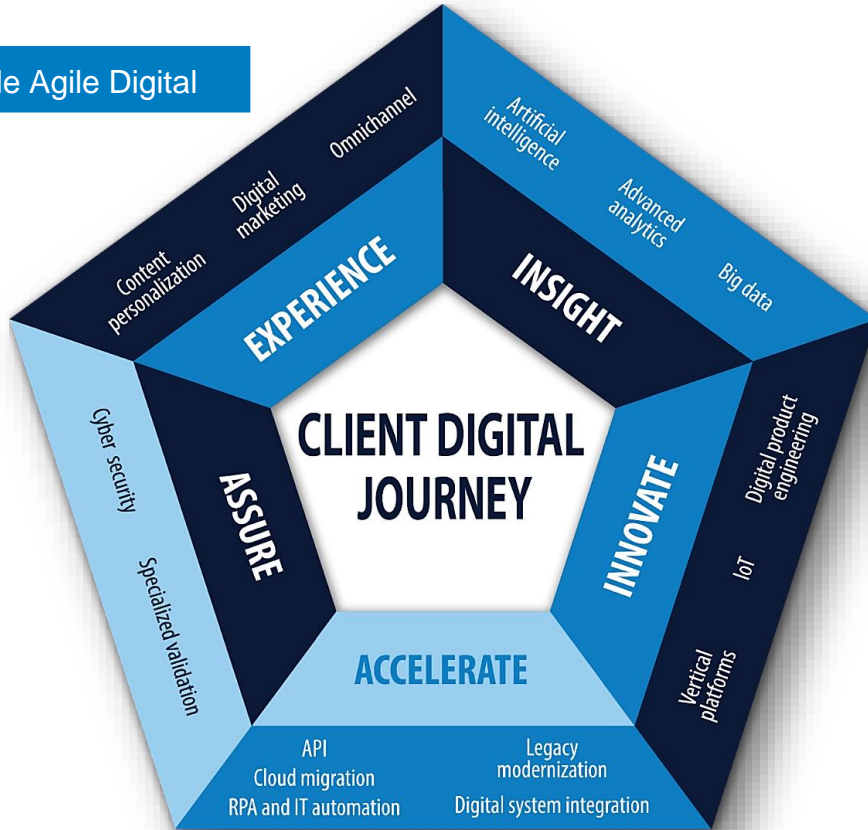 Agile Digital
Omnichannel
Digital
marketing
Content
personalization
EXPERIENCE
Artificial
intelligence
Advanced
analytics
Big data
INSIGHT
CLIENT DIGITAL
JOURNEY
Digital product
engineering
IoT
Vertical
platforms
INNOVATE
Cyber security
Specialized validation
ASSURE
ACCELERATE
API
Cloud migration
RPA and IT automation
Legacy
modernization
Digital system integration